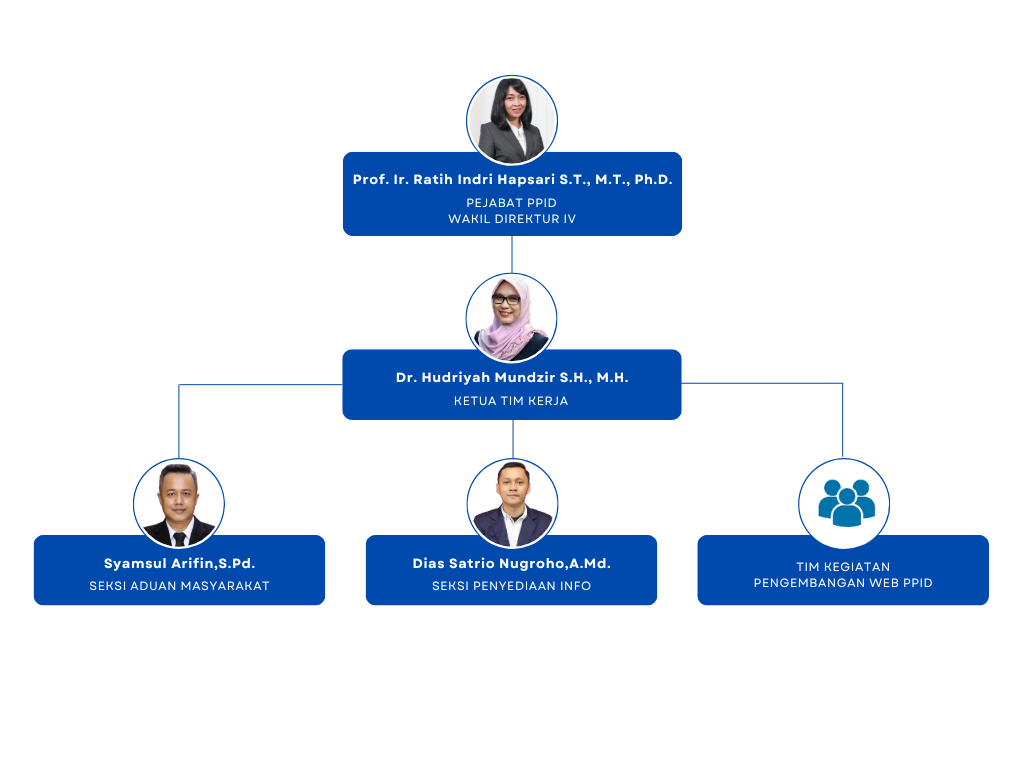 Prof. Ir. Ratih Indri Hapsari S.T., M.T., Ph.D.
PEJABAT PPID
WAKIL DIREKTUR IV
Dr. Hudriyah Mundzir S.H., M.H.
KETUA TIM KERJA
Syamsul Arifin,S.Pd.
SEKSI ADUAN MASYARAKAT
Dias Satrio Nugroho,A.Md.
SEKSI PENYEDIAAN INFO
TIM KEGIATAN
PENGEMBANGAN WEB PPID